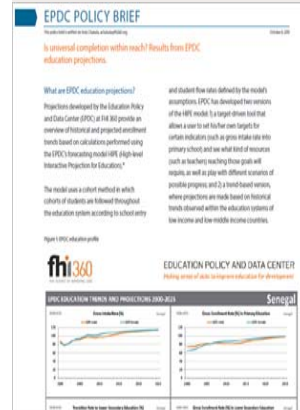 EPDC POLICY BRIEF
Is universal completion within reach? Results from EPDC
education projections.
What are EPDC education projections?
Projections developed by the Education Policy
and Data Center (EPDC) at FHI 360 provide an
overview of historical and projected enrollment
trends based on calculations performed using
the EPDC's forecasting model HIPE (High-level
Interactive Projection for Education).*
The model uses a cohort method in which
cohorts of students are followed throughout
the education system according to school entry
and student flow rates defined by the model's
assumptions. EPDC has developed two versions
of the HIPE model: 1) a target-driven tool that
allows a user to set his/her own targets for
certain indicators (such as gross intake rate into
primary school) and see what kind of resources
(such as teachers) reaching those goals will
require, as well as play with different scenarios of
possible progress; and 2) a trend-based version,
where projections are made based on historical
trends observed within the education systems of
low-income and middle-income countries.
Figure 1: EPDC education profile
fhi360
EDUCATION POLICY AND DATA CENTER
Making sense of data to improve education for development
EPDC EDUCATION TRENDS AND PROJECTIONS 2000-2025
Senegal